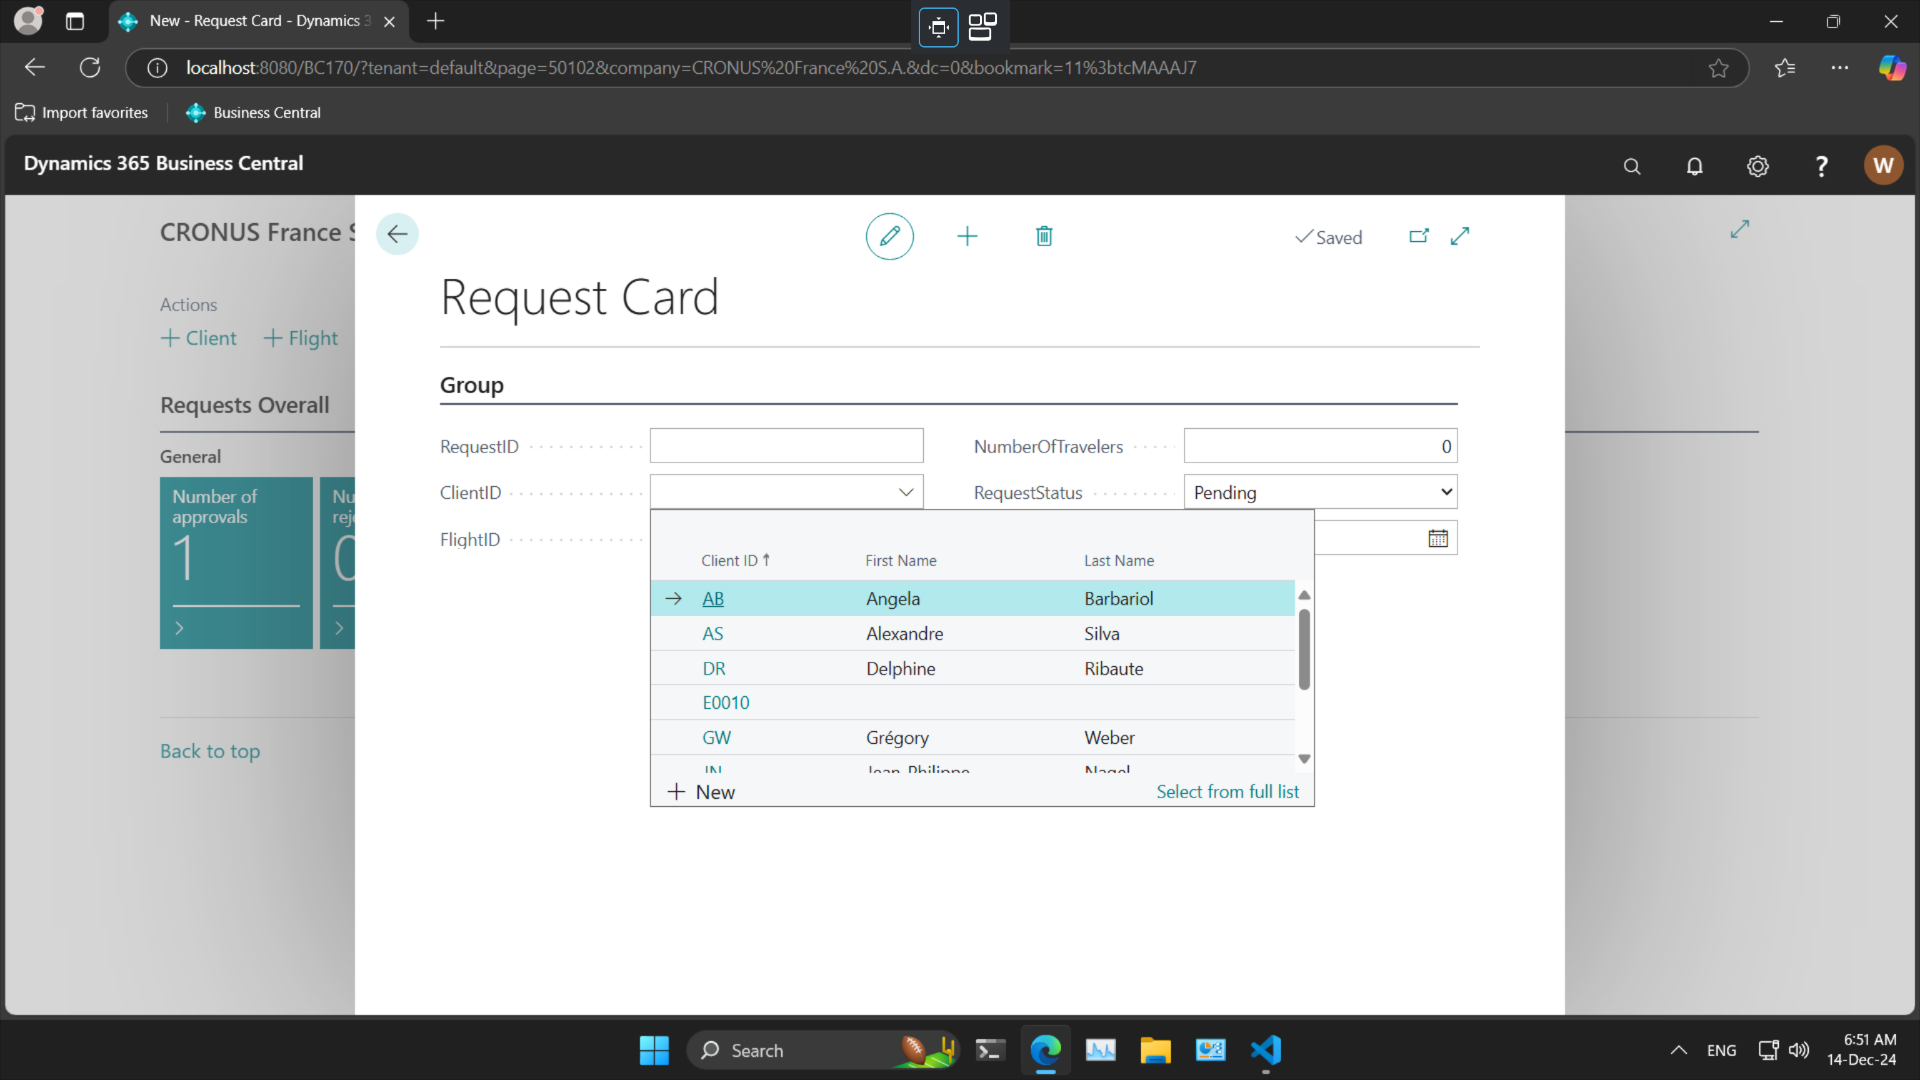 New - Request Card - Dynamics 3
localhost:8080/BC170/?tenant=default&page=50102&company=CRONUS%20France%20S.A.&dc=0&bookmark=11%3btcMAAAJ7
Import favorites
Business Central
Dynamics 365 Business Central
W
CRONUS France S
Saved
Request Card
Actions
Client
Flight
Group
Requests Overall
General
Number of approvals
1
Nu
rej
0
Back to top
RequestID
NumberOfTravelers
0
ClientID
RequestStatus
Pending
FlightID
Client ID
First Name
Last Name
AB Angela Barbariol
AS Alexandre Silva
DR Delphine Ribaute
E0010
GW Grégory Weber
JN Jean-Philippe Nagel
New
Select from full list
Search
ENG
6:51 AM
14-Dec-24